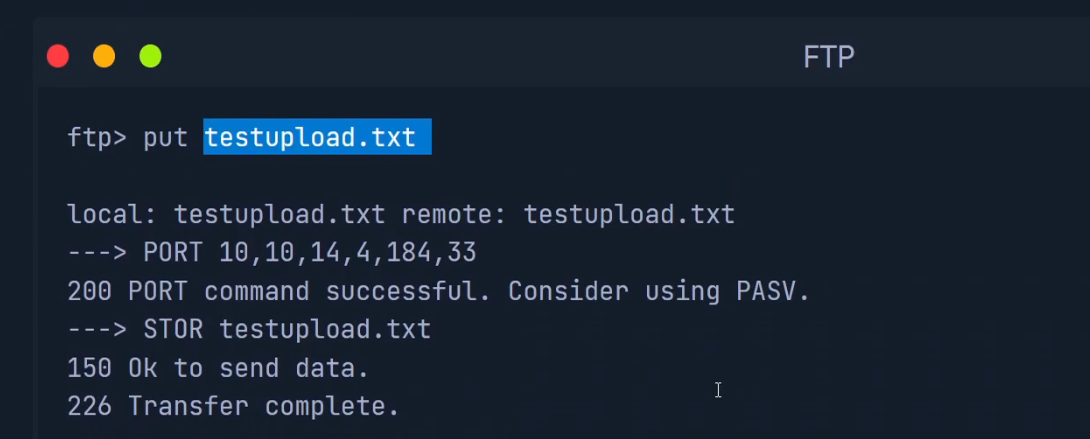 FTP
ftp> put testupload.txt
local: testupload.txt remote: testupload.txt
---> PORT 10,10,14,4,184,33
200 PORT command successful. Consider using PASV.
---> STOR testupload.txt
150 Ok to send data.
226 Transfer complete.